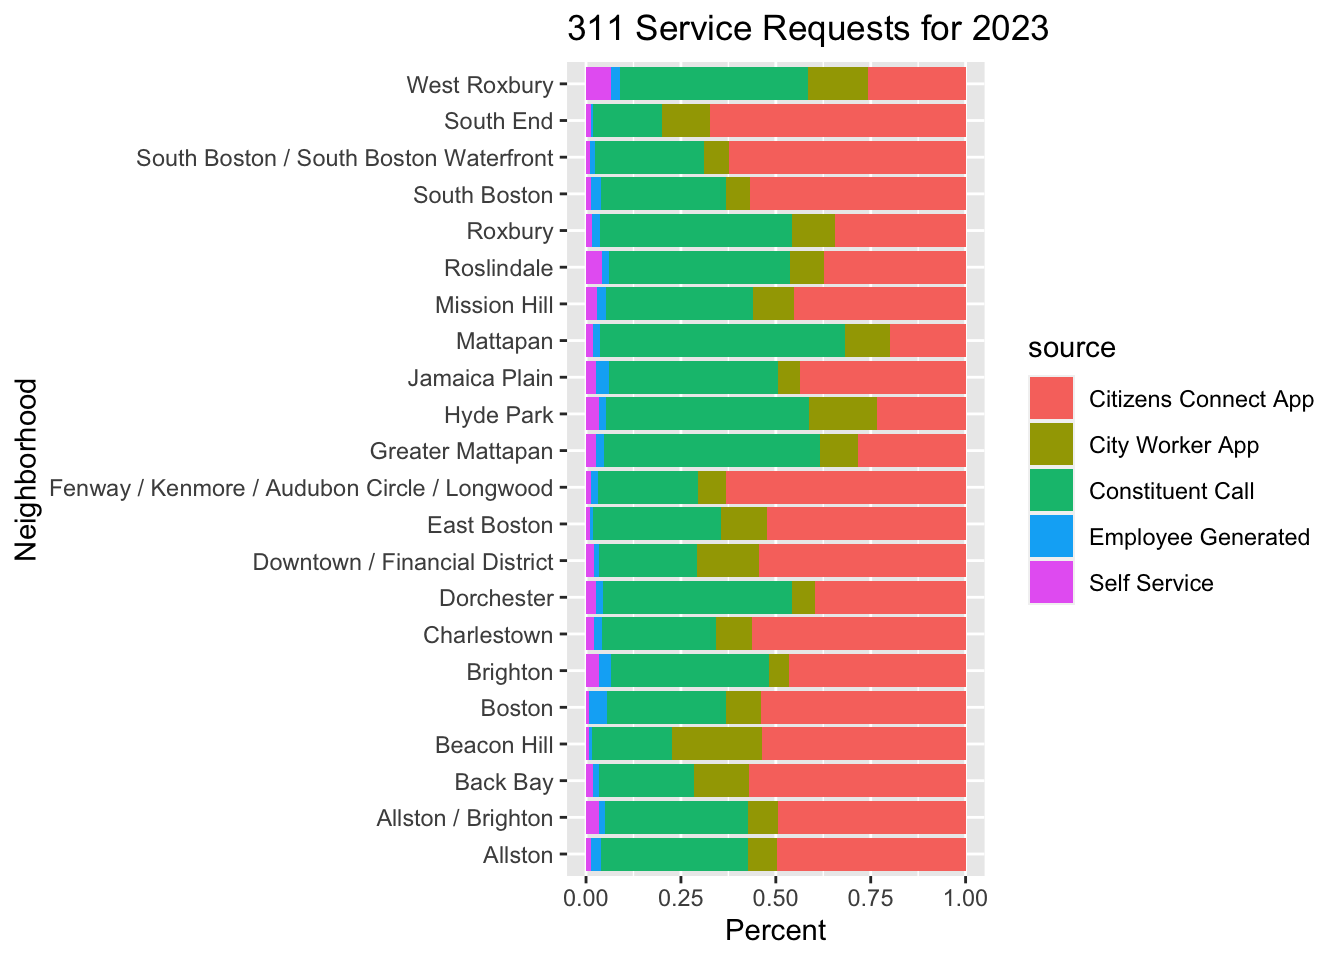 311 Service Requests for 2023
West Roxbury
South End
South Boston / South Boston Waterfront
South Boston
Roxbury
Roslindale
Mission Hill
Mattapan
Jamaica Plain
Hyde Park
Greater Mattapan
Fenway / Kenmore / Audubon Circle / Longwood
East Boston
Downtown / Financial District
Dorchester
Charlestown
Brighton
Boston
Beacon Hill
Back Bay
Allston / Brighton
Allston
Neighborhood
0.00 0.25 0.50 0.75 1.00
Percent
source
Citizens Connect App
City Worker App
Constituent Call
Employee Generated
Self Service